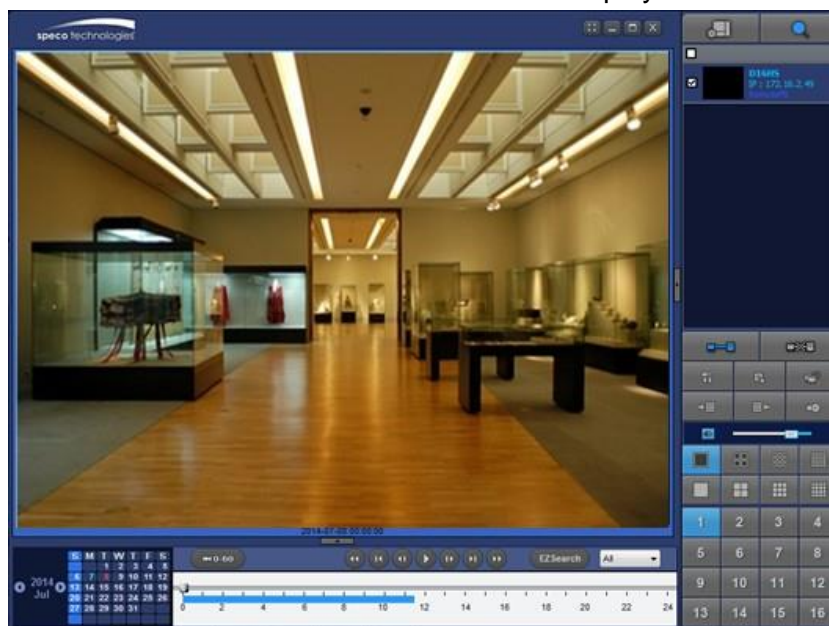 speco technologies
D16HS
IP : 172.16.2.49
2014-07-08 00:00:00
0-60
EZSearch
All
2014
Jul
S M T W T F S
1 2 3 4 5
6 7 8 9 10 11 12
13 14 15 16 17 18 19
20 21 22 23 24 25 26
27 28 29 30 31
0 2 4 6 8 10 12 14 16 18 20 22 24
1 2 3 4
5 6 7 8
9 10 11 12
13 14 15 16